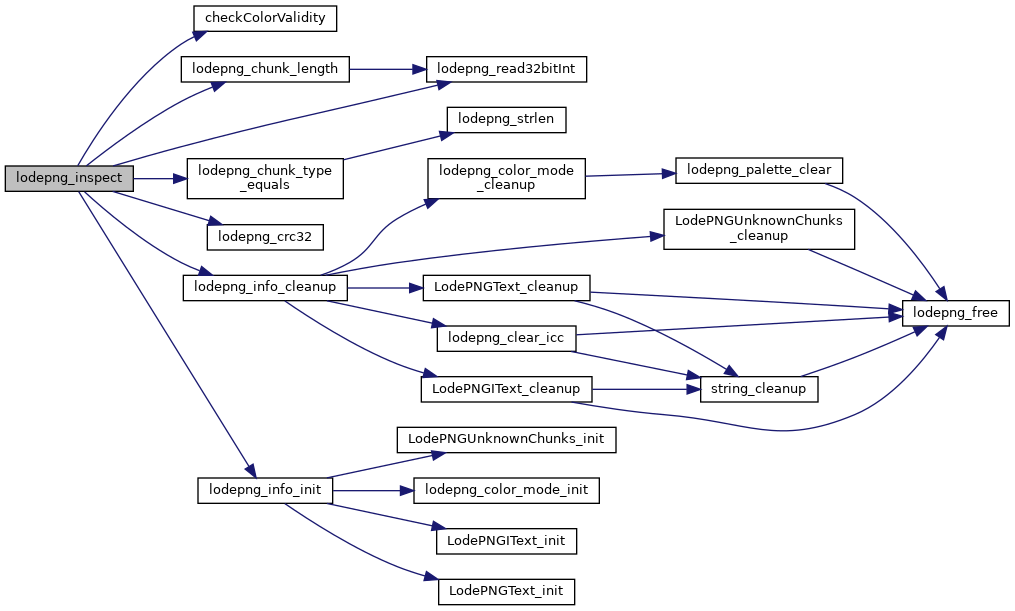 checkColorValidity
lodepng_chunk_length
lodepng_read32bitInt
lodepng_strlen
lodepng_inspect
lodepng_chunk_type
_equals
lodepng_color_mode
_cleanup
lodepng_palette_clear
lodepng_crc32
LodePNGUnknownChunks
_cleanup
lodepng_info_cleanup
LodePNGText_cleanup
lodepng_free
lodepng_clear_icc
LodePNGIText_cleanup
string_cleanup
LodePNGUnknownChunks_init
lodepng_info_init
lodepng_color_mode_init
LodePNGIText_init
LodePNGText_init